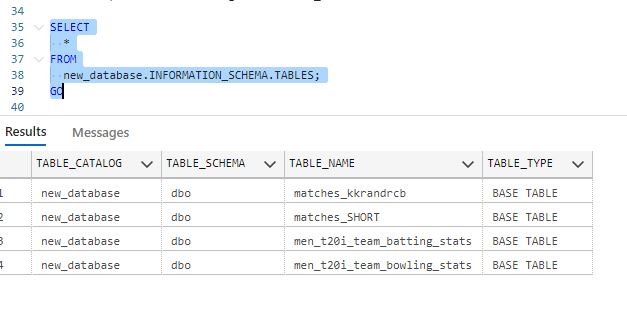 34
35 SELECT
36 *
37 FROM
38 new_database.INFORMATION_SCHEMA.TABLES;
39 GO
40
Results Messages
TABLE_CATALOG TABLE_SCHEMA TABLE_NAME TABLE_TYPE
1 new_database dbo matches_kkrandrcb BASE TABLE
2 new_database dbo matches_SHORT BASE TABLE
3 new_database dbo men_t20i_team_batting_stats BASE TABLE
4 new_database dbo men_t20i_team_bowling_stats BASE TABLE